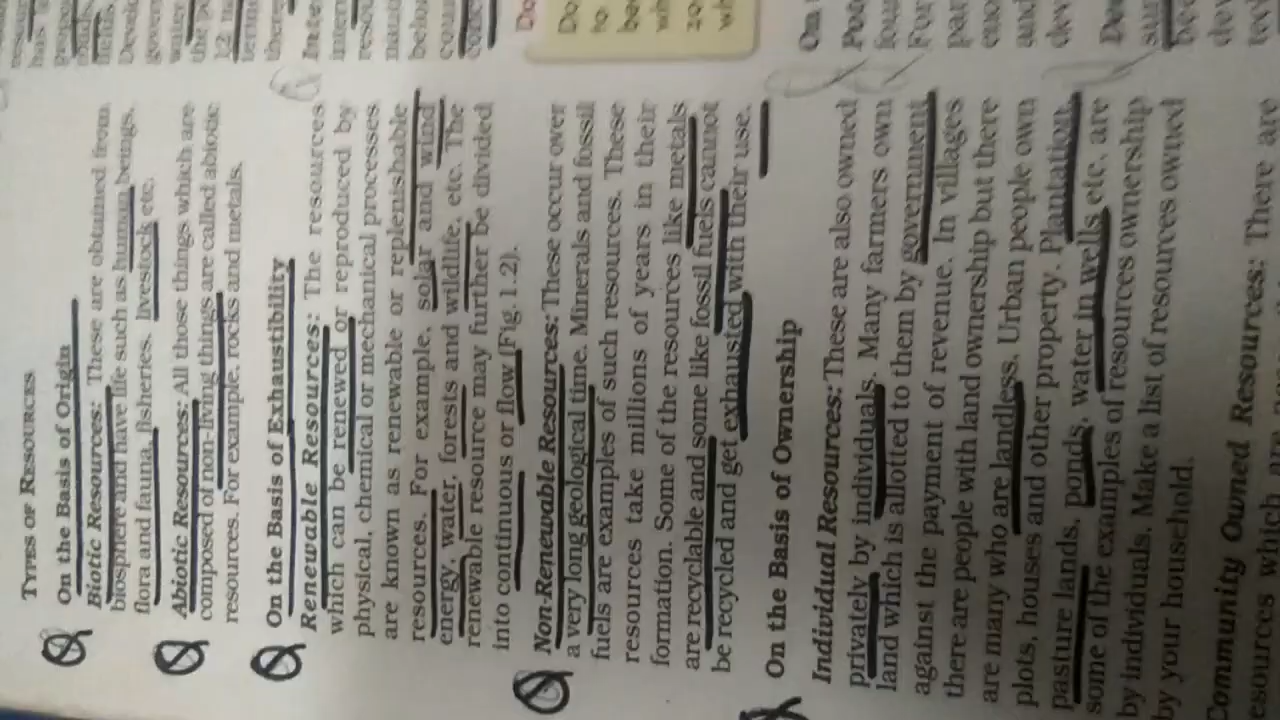 TYPES OF RESOURCES
On the Basis of Origin
Biotic Resources: These are obtained from
biosphere and have life such as human beings,
flora and fauna, fisheries, livestock etc.
Abiotic Resources: All those things which are
composed of non-living things are called abiotic
resources. For example, rocks and metals.
On the Basis of Exhaustibility
Renewable Resources: The resources
which can be renewed or reproduced by
physical, chemical or mechanical processes
are known as renewable or replenishable
resources. For example, solar and wind
energy, water, forests and wildlife, etc. The
renewable resource may further be divided
into continuous or flow (Fig. 1.2).
Non-Renewable Resources: These occur over
a very long geological time. Minerals and fossil
fuels are examples of such resources. These
resources take millions of years in their
formation. Some of the resources like metals
are recyclable and some like fossil fuels cannot
be recycled and get exhausted with their use.
On the Basis of Ownership
Individual Resources: These are also owned
privately by individuals. Many farmers own
land which is allotted to them by government
against the payment of revenue. In villages
there are people with land ownership but there
are many who are landless. Urban people own
plots, houses and other property. Plantation,
pasture lands, ponds, water in wells etc. are
some of the examples of resources ownership
by individuals. Make a list of resources owned
by your household.
Community Owned Resources: There are
resources which are
On